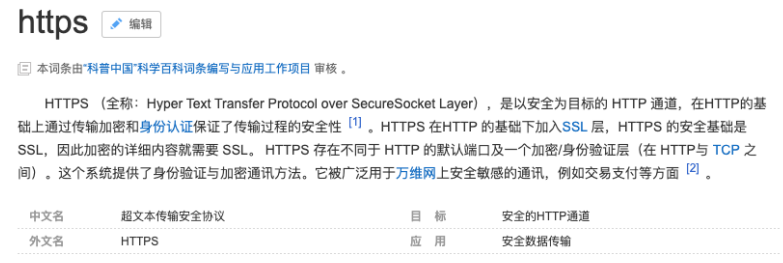 https 编辑
本词条由“科普中国”科学百科词条编写与应用工作项目 审核 。
HTTPS （全称：Hyper Text Transfer Protocol over SecureSocket Layer），是以安全为目标的 HTTP 通道，在HTTP的基
础上通过传输加密和身份认证保证了传输过程的安全性 [1] 。HTTPS 在HTTP 的基础下加入SSL 层，HTTPS 的安全基础是
SSL，因此加密的详细内容就需要 SSL。 HTTPS 存在不同于 HTTP 的默认端口及一个加密/身份验证层（在 HTTP与 TCP 之
间）。这个系统提供了身份验证与加密通讯方法。它被广泛用于万维网上安全敏感的通讯，例如交易支付等方面 [2] 。
中文名 超文本传输安全协议 目 标 安全的HTTP通道
外文名 HTTPS 应 用 安全数据传输